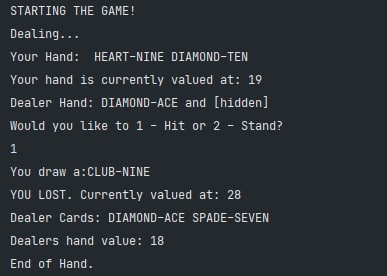 STARTING THE GAME!
Dealing...
Your Hand:  HEART-NINE DIAMOND-TEN
Your hand is currently valued at: 19
Dealer Hand: DIAMOND-ACE and [hidden]
Would you like to 1 - Hit or 2 - Stand?
1
You draw a:CLUB-NINE
YOU LOST. Currently valued at: 28
Dealer Cards: DIAMOND-ACE SPADE-SEVEN
Dealers hand value: 18
End of Hand.